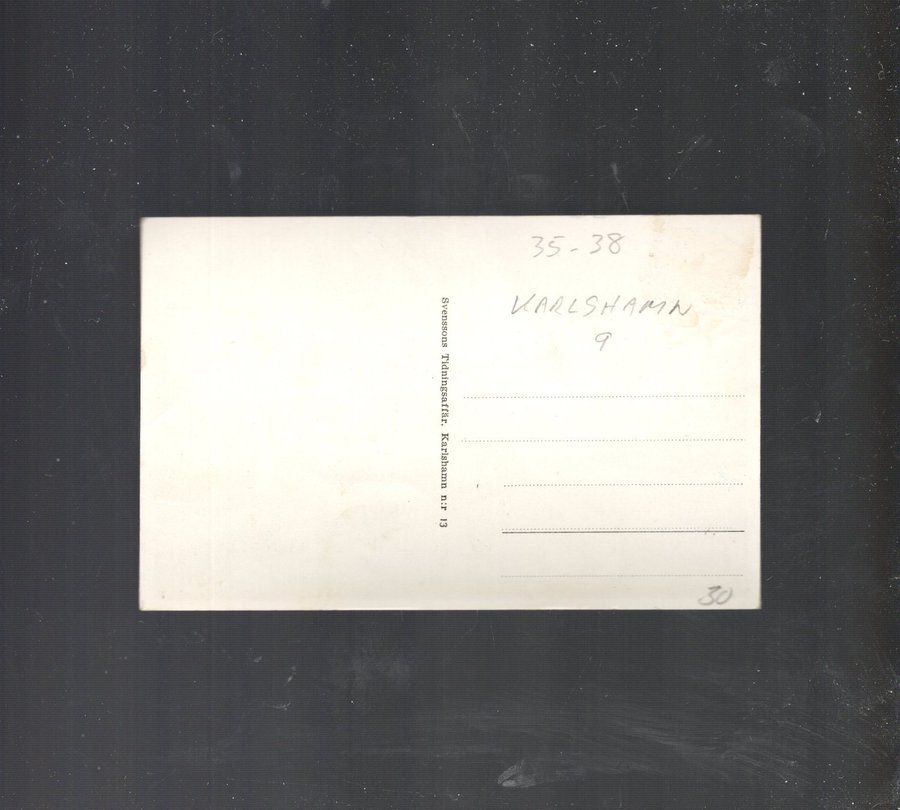 35-38
KARLSHAMN
9
Svenssons Tidningsaffär, Karlshamn n:r 13
30